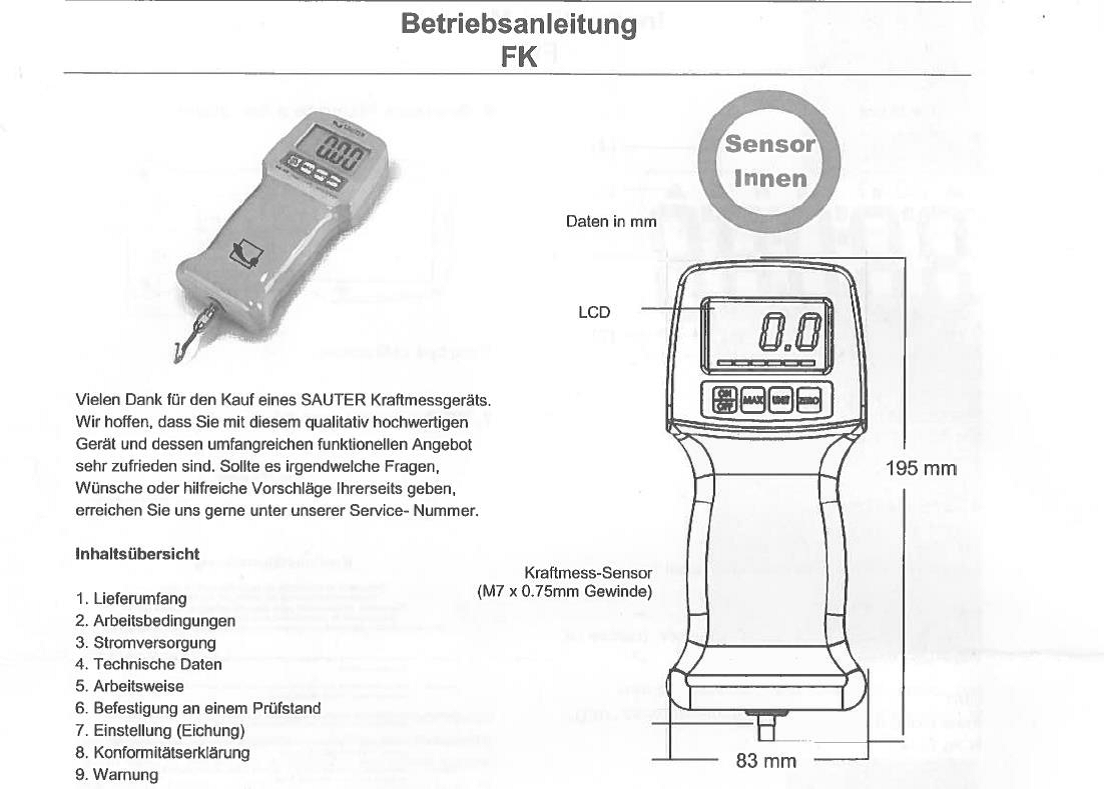 Betriebsanleitung
FK
SAUTER
0.00
Sensor
Innen
Daten in mm
LCD
0.0
ON
OFF
MAX
UNIT
ZERO
195 mm
Vielen Dank für den Kauf eines SAUTER Kraftmessgeräts.
Wir hoffen, dass Sie mit diesem qualitativ hochwertigen
Gerät und dessen umfangreichen funktionellen Angebot
sehr zufrieden sind. Sollte es irgendwelche Fragen,
Wünsche oder hilfreiche Vorschläge Ihrerseits geben,
erreichen Sie uns gerne unter unserer Service- Nummer.
Inhaltsübersicht
1. Lieferumfang
2. Arbeitsbedingungen
3. Stromversorgung
4. Technische Daten
5. Arbeitsweise
6. Befestigung an einem Prüfstand
7. Einstellung (Eichung)
8. Konformitätserklärung
9. Warnung
Kraftmess-Sensor
(M7 x 0.75mm Gewinde)
83 mm